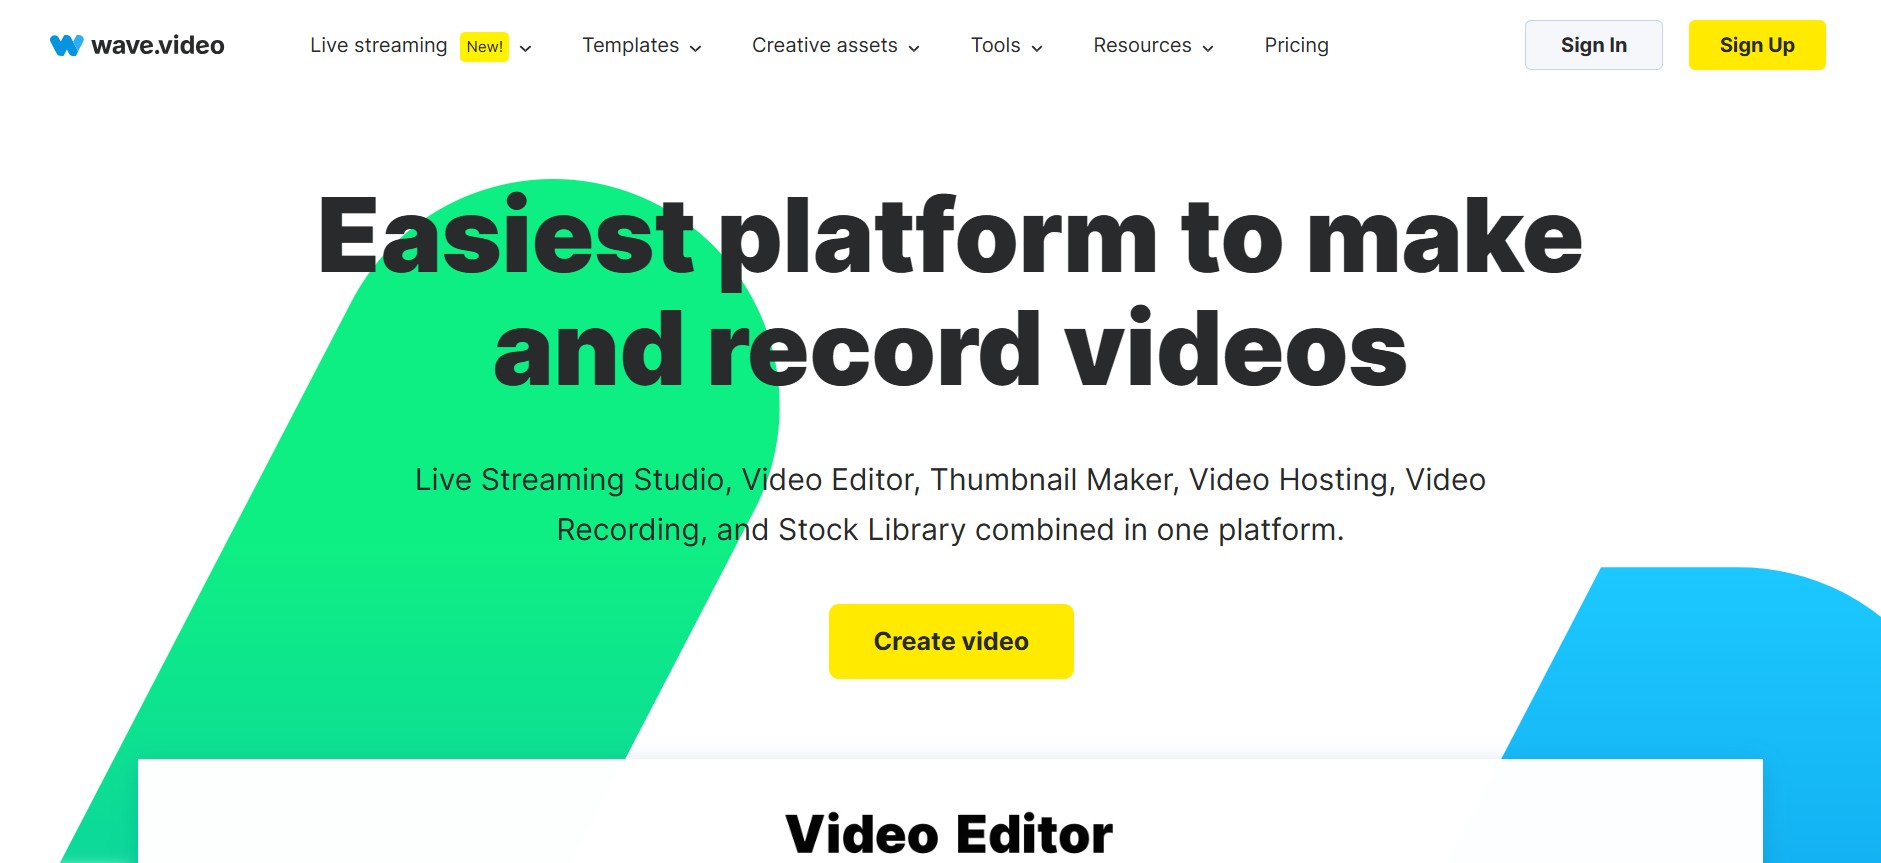 wave.video
Live streaming New! Templates Creative assets Tools Resources Pricing
Sign In Sign Up
Easiest platform to make
and record videos
Live Streaming Studio, Video Editor, Thumbnail Maker, Video Hosting, Video
Recording, and Stock Library combined in one platform.
Create video
Video Editor